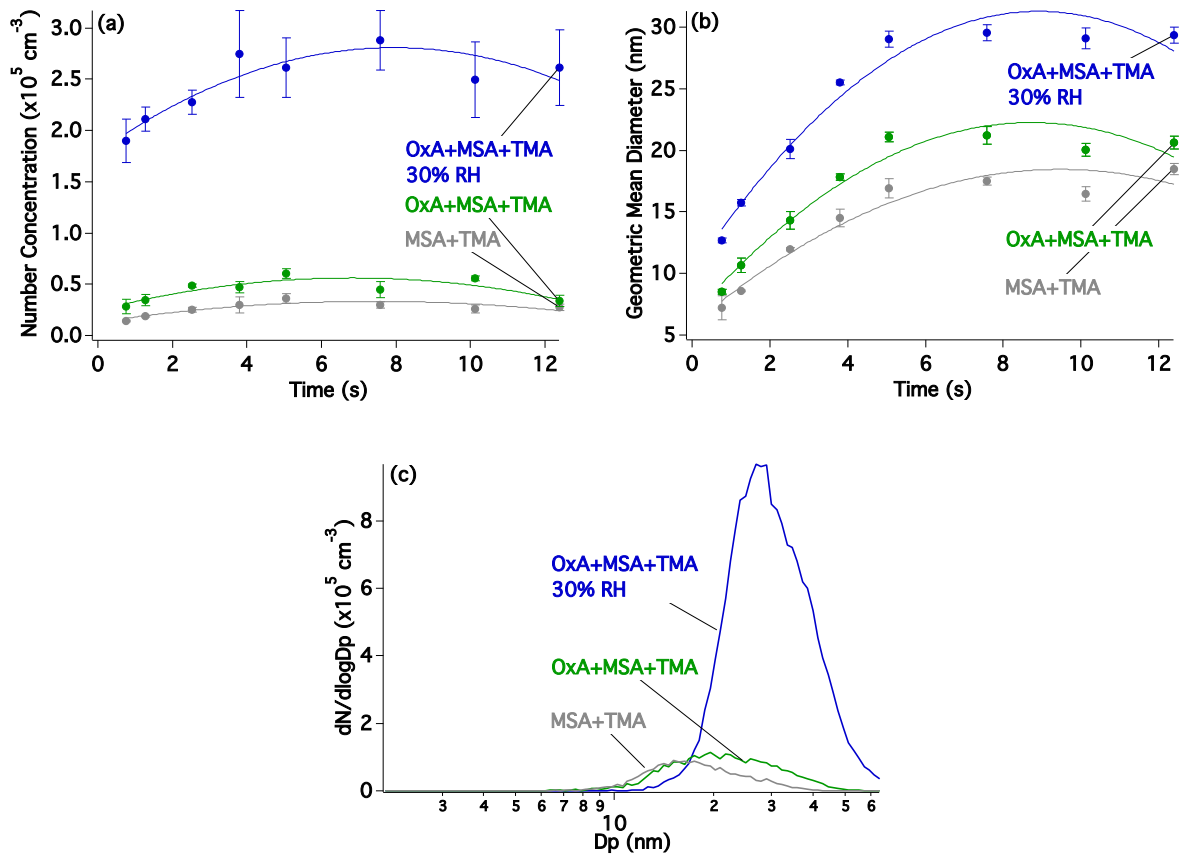 (a)
3.0
2.5
2.0
1.5
1.0
0.5
0.0
Number Concentration (x10⁵ cm⁻³)
OxA+MSA+TMA
30% RH
OxA+MSA+TMA
MSA+TMA
0 2 4 6 8 10 12
Time (s)
(b)
30
25
20
15
10
5
Geometric Mean Diameter (nm)
OxA+MSA+TMA
30% RH
OxA+MSA+TMA
MSA+TMA
0 2 4 6 8 10 12
Time (s)
(c)
8
6
4
2
0
dN/dlogDp (x10⁵ cm⁻³)
OxA+MSA+TMA
30% RH
OxA+MSA+TMA
MSA+TMA
3 4 5 6 7 8 9 2 3 4 5 6
10
Dp (nm)